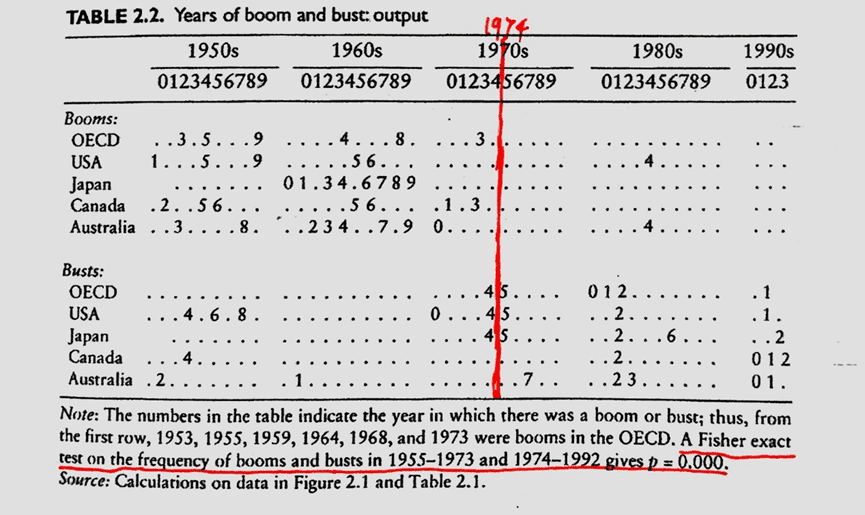 TABLE 2.2. Years of boom and bust: output
1974
1950s 1960s 1970s 1980s 1990s
0123456789 0123456789 0123456789 0123456789 0123
Booms:
OECD . . 3 . 5 . . . 9 . . . . 4 . . . 8 . . . . 3 . . . . . . . . . . . . . . . . . . .
USA 1 . . . 5 . . . 9 . . . . . 5 6 . . . . . . . . . . . . . . . . . 4 . . . . . . . .
Japan . . . . . . . 0 1 . 3 4 . 6 7 8 9 . . . . . . . . . . . . . . . . . . . . . . .
Canada . 2 . . 5 6 . . . . . . . . 5 6 . . . . 1 . 3 . . . . . . . . . . . . . . . . . . .
Australia . . 3 . . . . 8 . . . 2 3 4 . . 7 . 9 0 . . . . . . . . . . . . . 4 . . . . . . . .
Busts:
OECD . . . . . . . . . . . . . . . . . . . . . . . 4 5 . . . . 0 1 2 . . . . . . . . 1
USA . . . 4 . 6 . 8 . . . . . . . . . . . 0 . . . 4 5 . . . . . . 2 . . . . . . . . 1 .
Japan . . . . . . . . . . . . . . . . . . . . . 4 5 . . . . . . 2 . . . 6 . . . . . 2
Canada . . . 4 . . . . . . . . . . . . . . . . . . . . . . . . . . . 2 . . . . . . . 0 1 2
Australia . 2 . . . . . . . . 1 . . . . . . . . . . . . . . . . 7 . . . . 2 3 . . . . . . 0 1 .
Note: The numbers in the table indicate the year in which there was a boom or bust; thus, from
the first row, 1953, 1955, 1959, 1964, 1968, and 1973 were booms in the OECD. A Fisher exact
test on the frequency of booms and busts in 1955–1973 and 1974–1992 gives p = 0.000.
Source: Calculations on data in Figure 2.1 and Table 2.1.